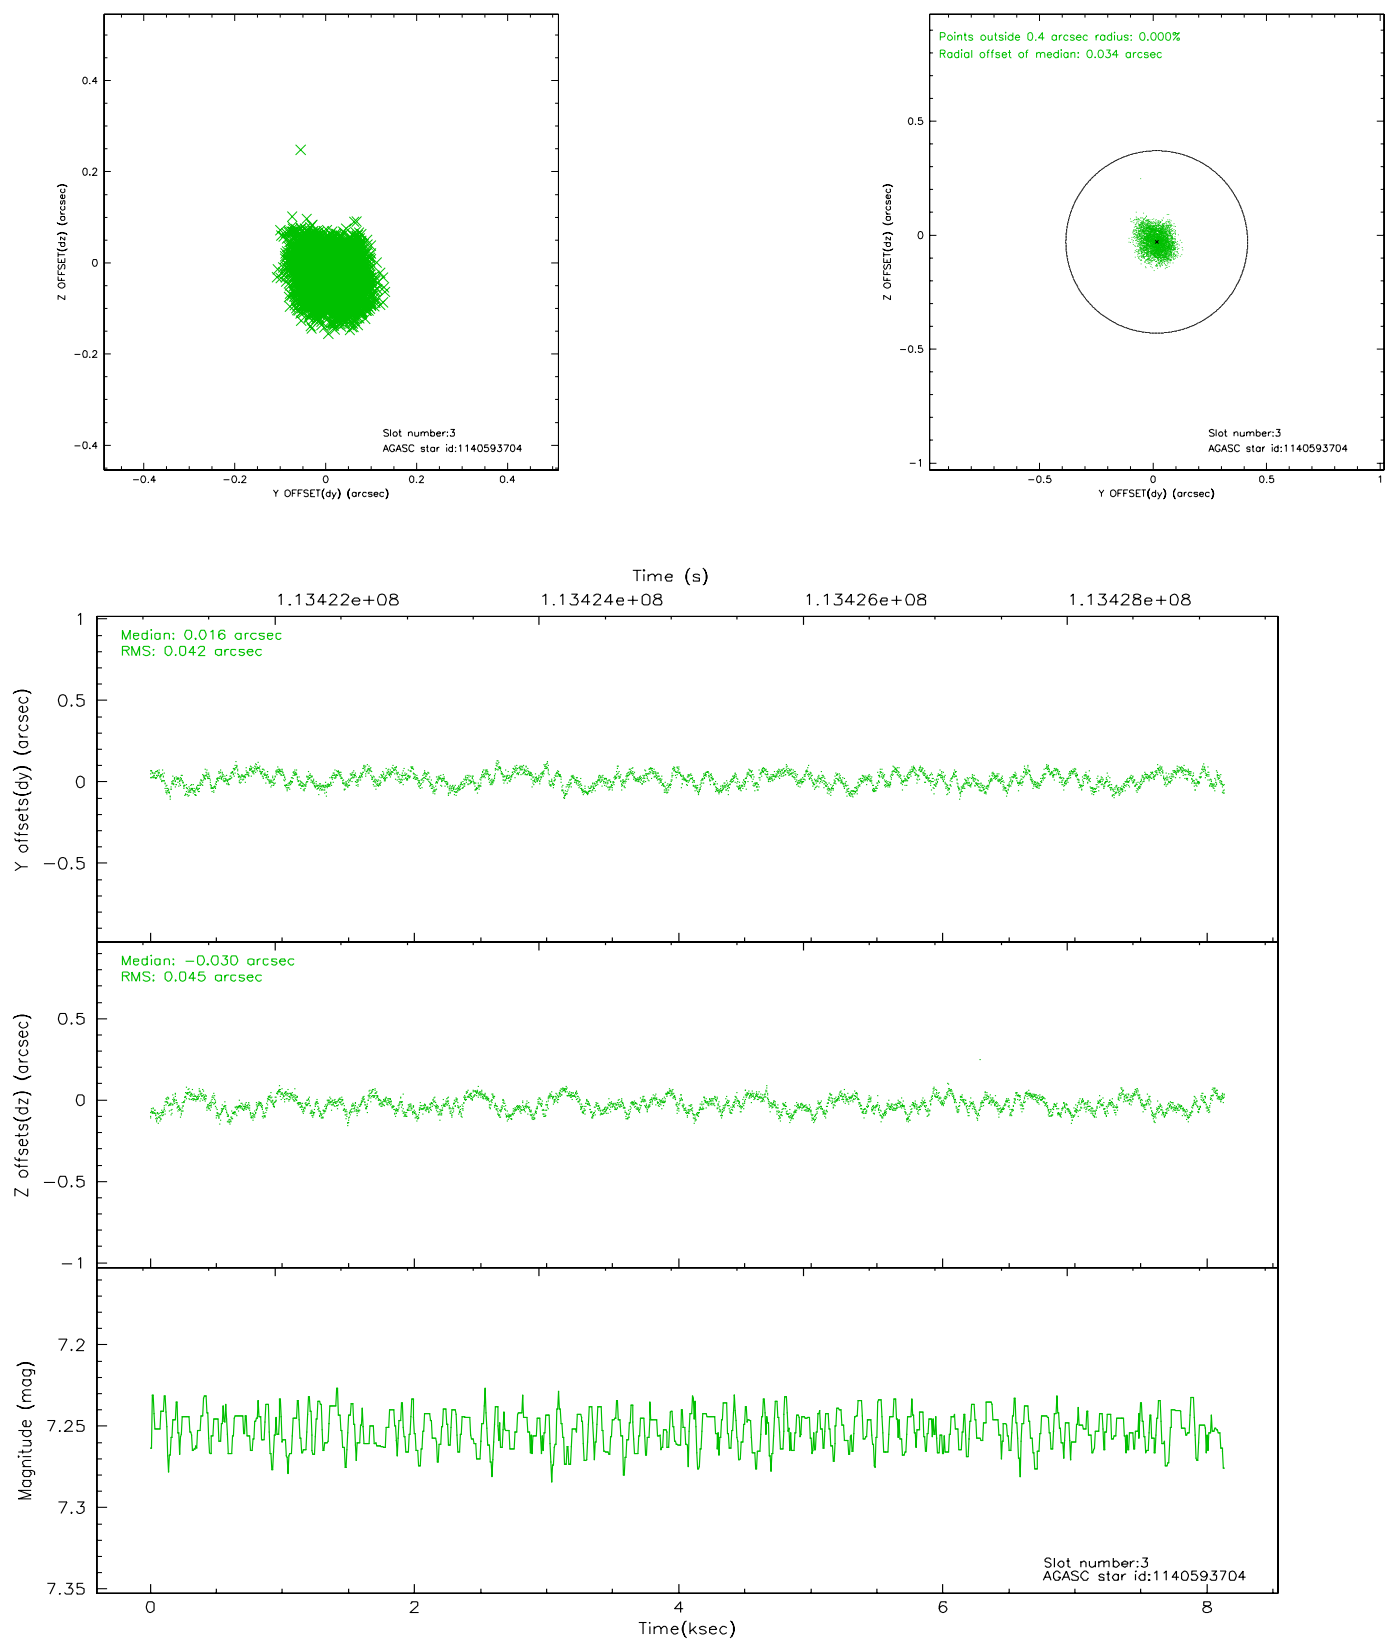 0.4
0.2
0
−0.2
−0.4
Z OFFSET(dz) (arcsec)
Slot number:3
AGASC star id:1140593704
−0.4 −0.2 0 0.2 0.4
Y OFFSET(dy) (arcsec)
Points outside 0.4 arcsec radius: 0.000%
Radial offset of median: 0.034 arcsec
0.5
0
−0.5
−1
Z OFFSET(dz) (arcsec)
Slot number:3
AGASC star id:1140593704
−0.5 0 0.5 1
Y OFFSET(dy) (arcsec)
Time (s)
1.13422e+08 1.13424e+08 1.13426e+08 1.13428e+08
Median: 0.016 arcsec
RMS: 0.042 arcsec
1
0.5
0
−0.5
Y offsets(dy) (arcsec)
Median: −0.030 arcsec
RMS: 0.045 arcsec
0.5
0
−0.5
−1
Z offsets(dz) (arcsec)
7.2
7.25
7.3
7.35
Magnitude (mag)
Slot number:3
AGASC star id:1140593704
0 2 4 6 8
Time(ksec)